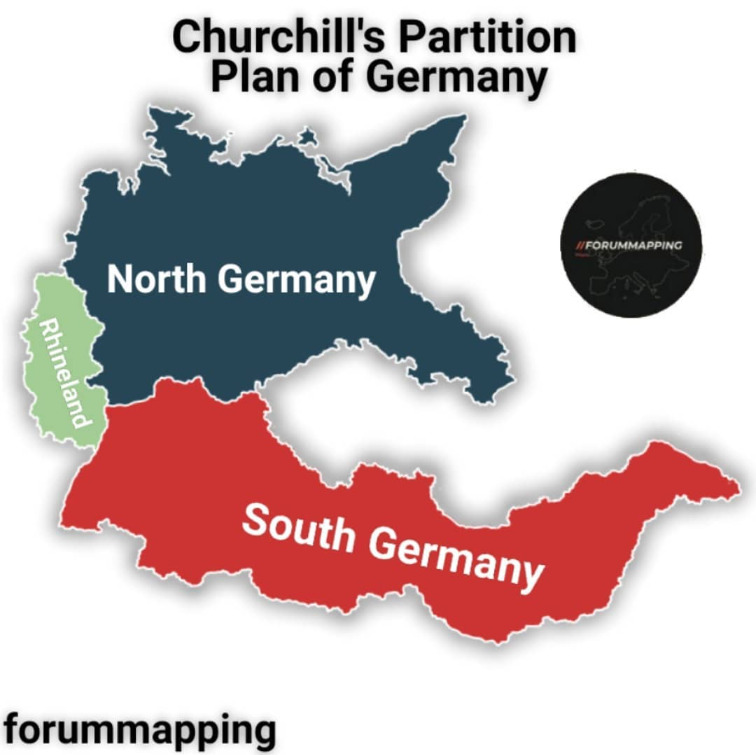 Churchill's Partition
Plan of Germany
//FORUMMAPPING
North Germany
Rhineland
South Germany
forummapping